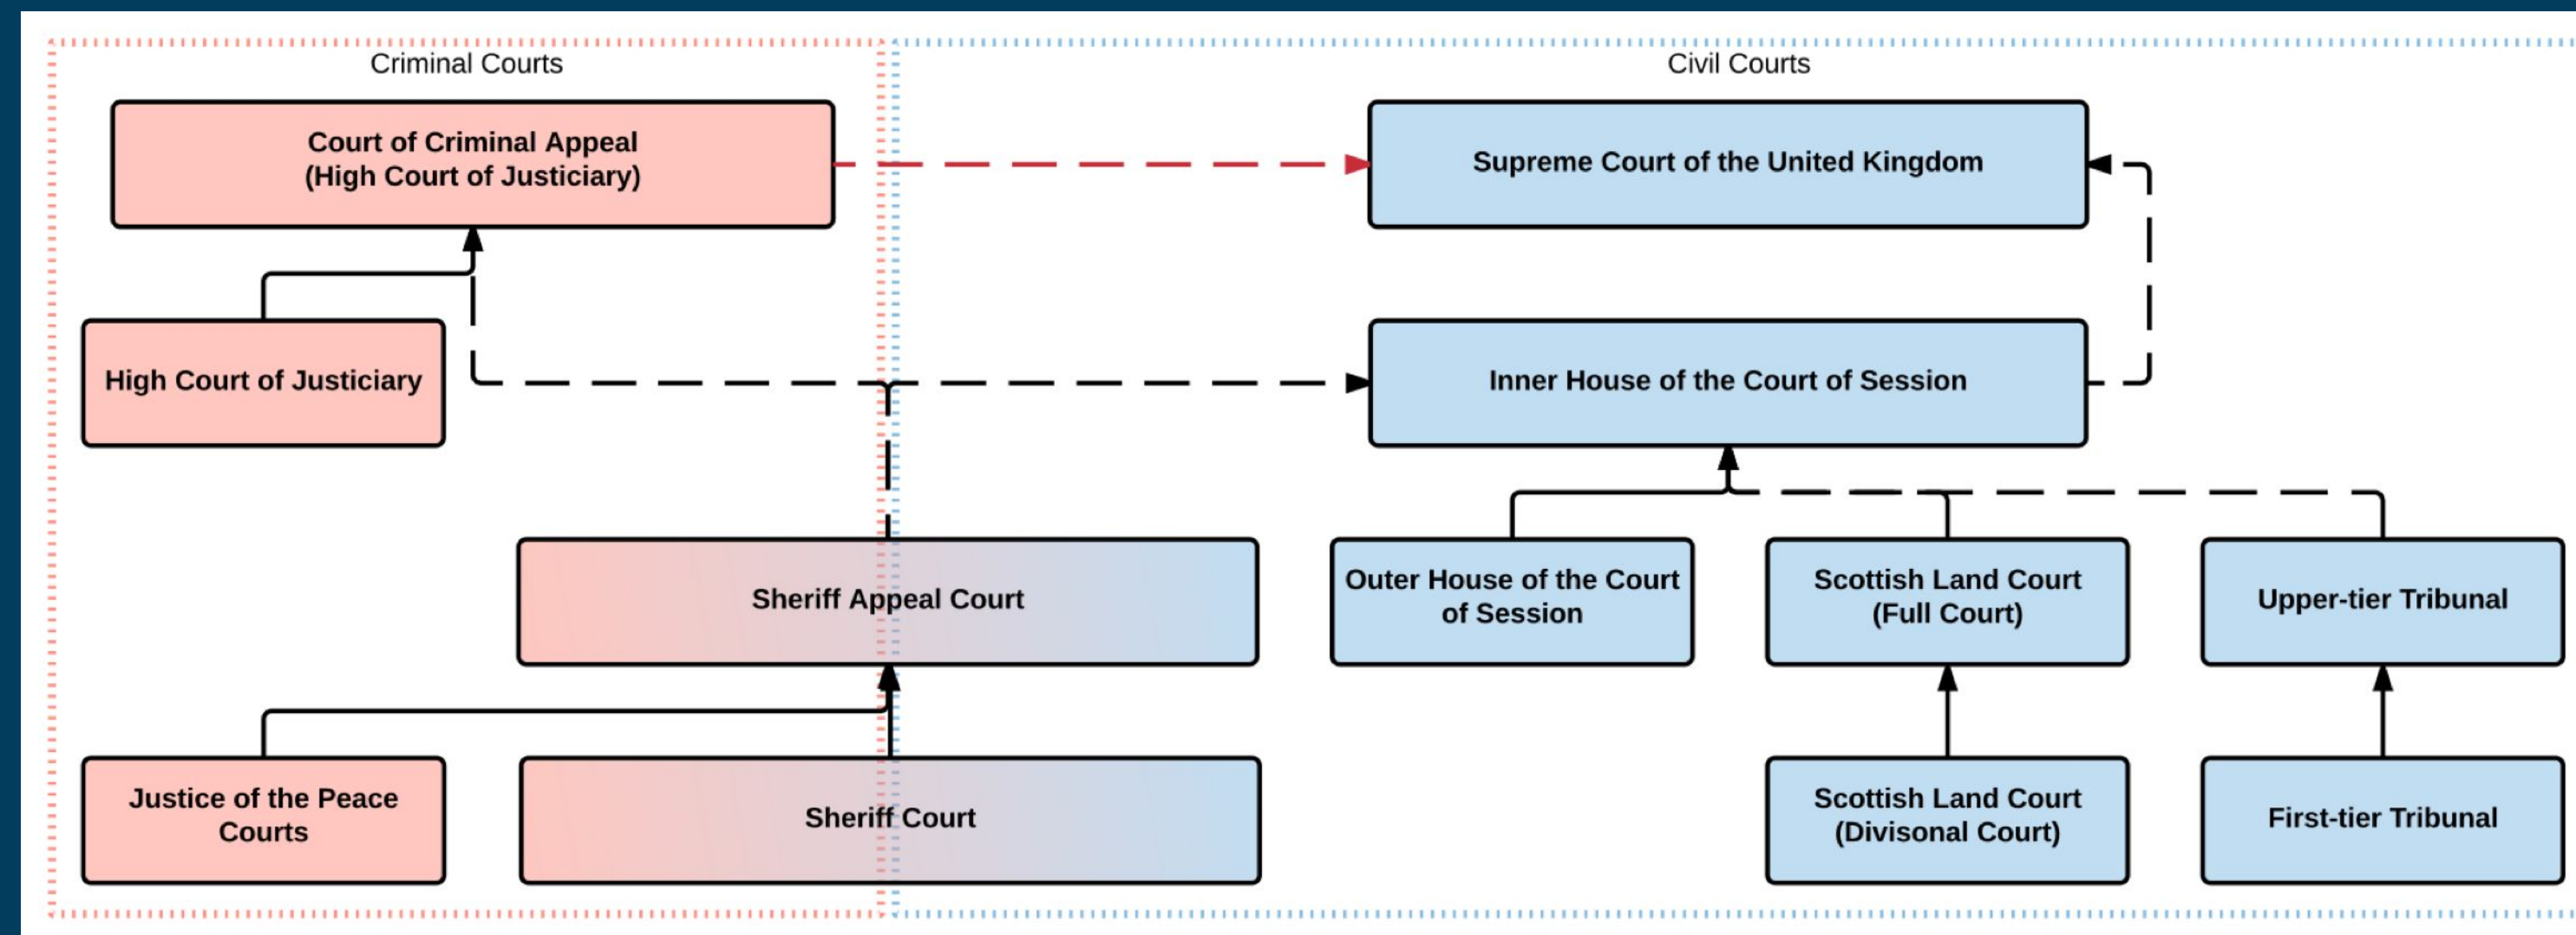 Criminal Courts
Civil Courts
Court of Criminal Appeal
(High Court of Justiciary)
Supreme Court of the United Kingdom
High Court of Justiciary
Inner House of the Court of Session
Sheriff Appeal Court
Outer House of the Court
of Session
Scottish Land Court
(Full Court)
Upper-tier Tribunal
Justice of the Peace
Courts
Sheriff Court
Scottish Land Court
(Divisonal Court)
First-tier Tribunal